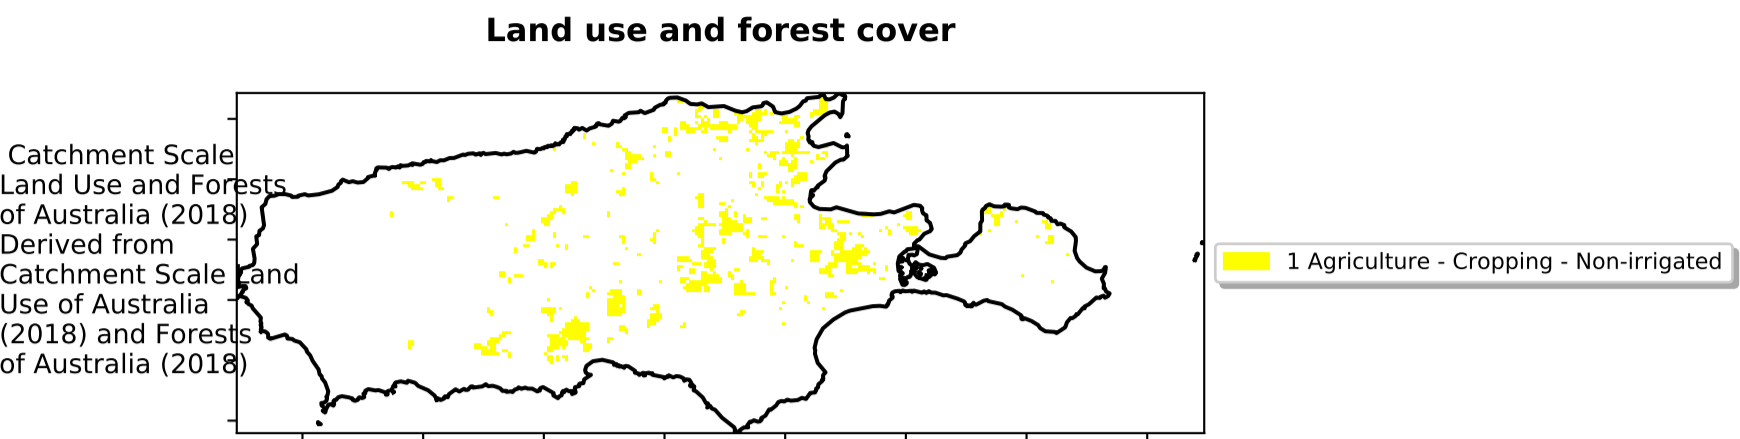 Land use and forest cover
Catchment Scale
Land Use and Forests
of Australia (2018)
Derived from
Catchment Scale Land
Use of Australia
(2018) and Forests
of Australia (2018)
1 Agriculture - Cropping - Non-irrigated